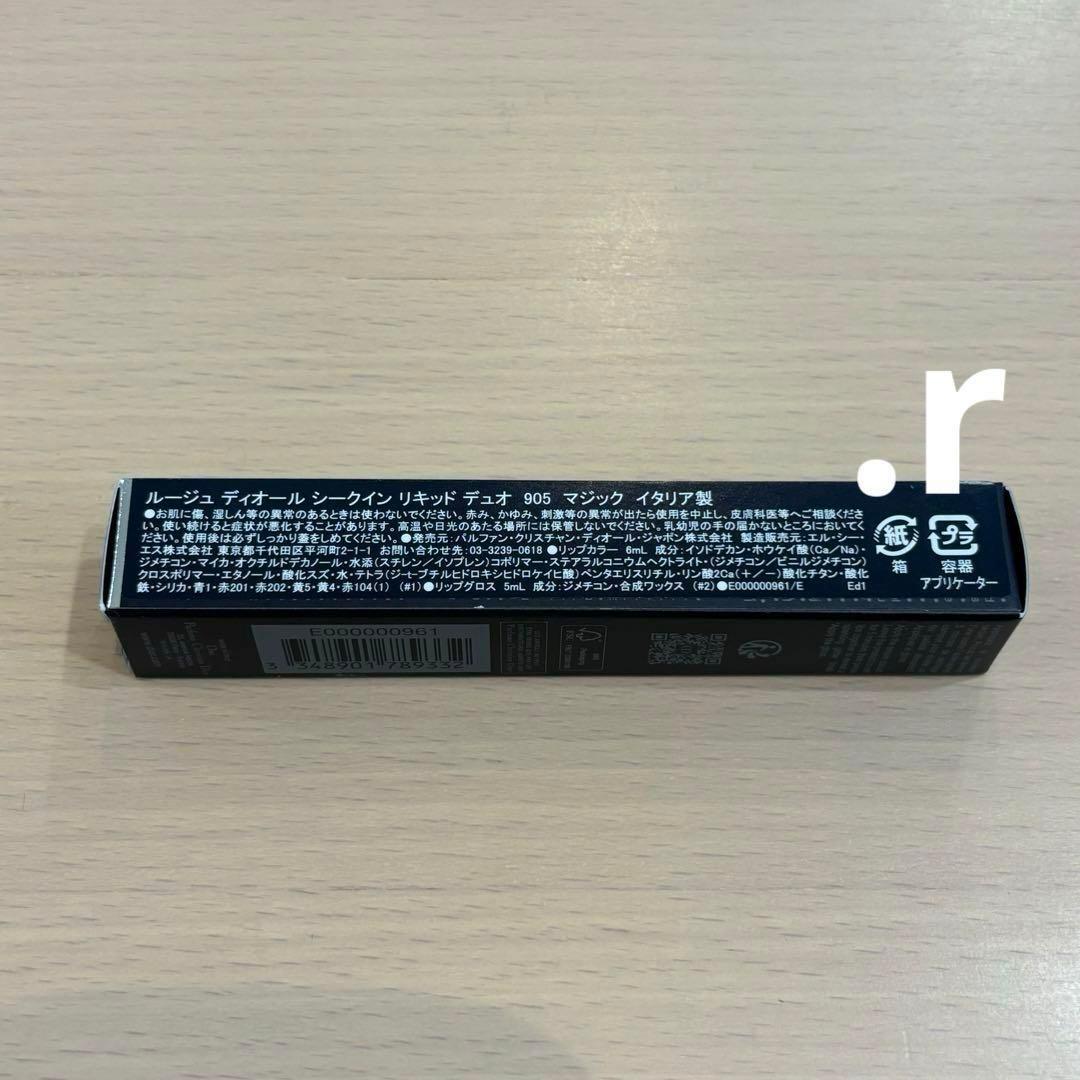 .r
ルージュ ディオール シークイン リキッド デュオ 905 マジック イタリア製
●お肌に傷、湿しん等の異常のあるときは使わないでください。赤み、かゆみ、刺激等の異常が出たら使用を中止し、皮膚科医等へご相談くださ
い。使い続けると症状が悪化することがあります。高温や日光のあたる場所には保管しないでください。乳幼児の手の届かないところにおいてく
ださい。使用後は必ずしっかり蓋をしめてください。●発売元:パルファン・クリスチャン・ディオール・ジャポン株式会社 製造販売元:エル・シー・
エス株式会社 東京都千代田区平河町2-1-1 お問い合わせ先:03-3239-0618 ●リップカラー 6mL 成分:イソドデカン・ホウケイ酸(Ca/Na)・
ジメチコン・マイカ・オクチルドデカノール・水添(スチレン/イソプレン)コポリマー・ステアラルコニウムヘクトライト・(ジメチコン/ビニルジメチコン)
クロスポリマー・エタノール・酸化スズ・水・テトラ(ジ-t-ブチルヒドロキシヒドロケイヒ酸)ペンタエリスリチル・リン酸2Ca(+/-)酸化チタン・酸化
鉄・シリカ・青1・赤201・赤202・黄5・黄4・赤104(1) (#1)●リップグロス 5mL 成分:ジメチコン・合成ワックス (#2)●E000000961/E Ed1
紙
箱
プラ
容器
アプリケーター
E000000961
3 348901 789332